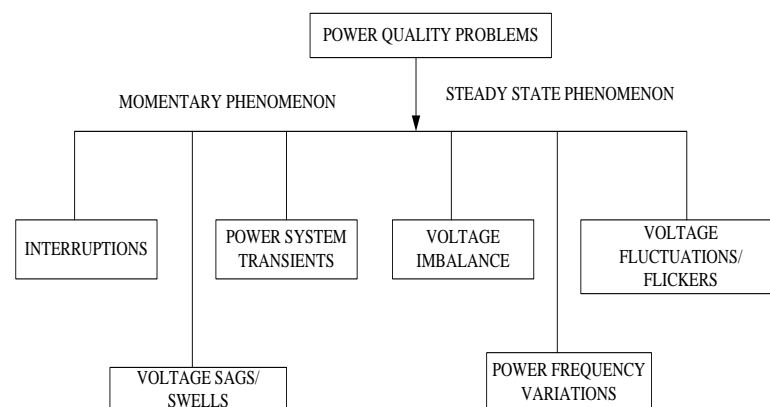 POWER QUALITY PROBLEMS
MOMENTARY PHENOMENON
STEADY STATE PHENOMENON
INTERRUPTIONS
POWER SYSTEM
TRANSIENTS
VOLTAGE
IMBALANCE
VOLTAGE
FLUCTUATIONS/
FLICKERS
VOLTAGE SAGS/
SWELLS
POWER FREQUENCY
VARIATIONS